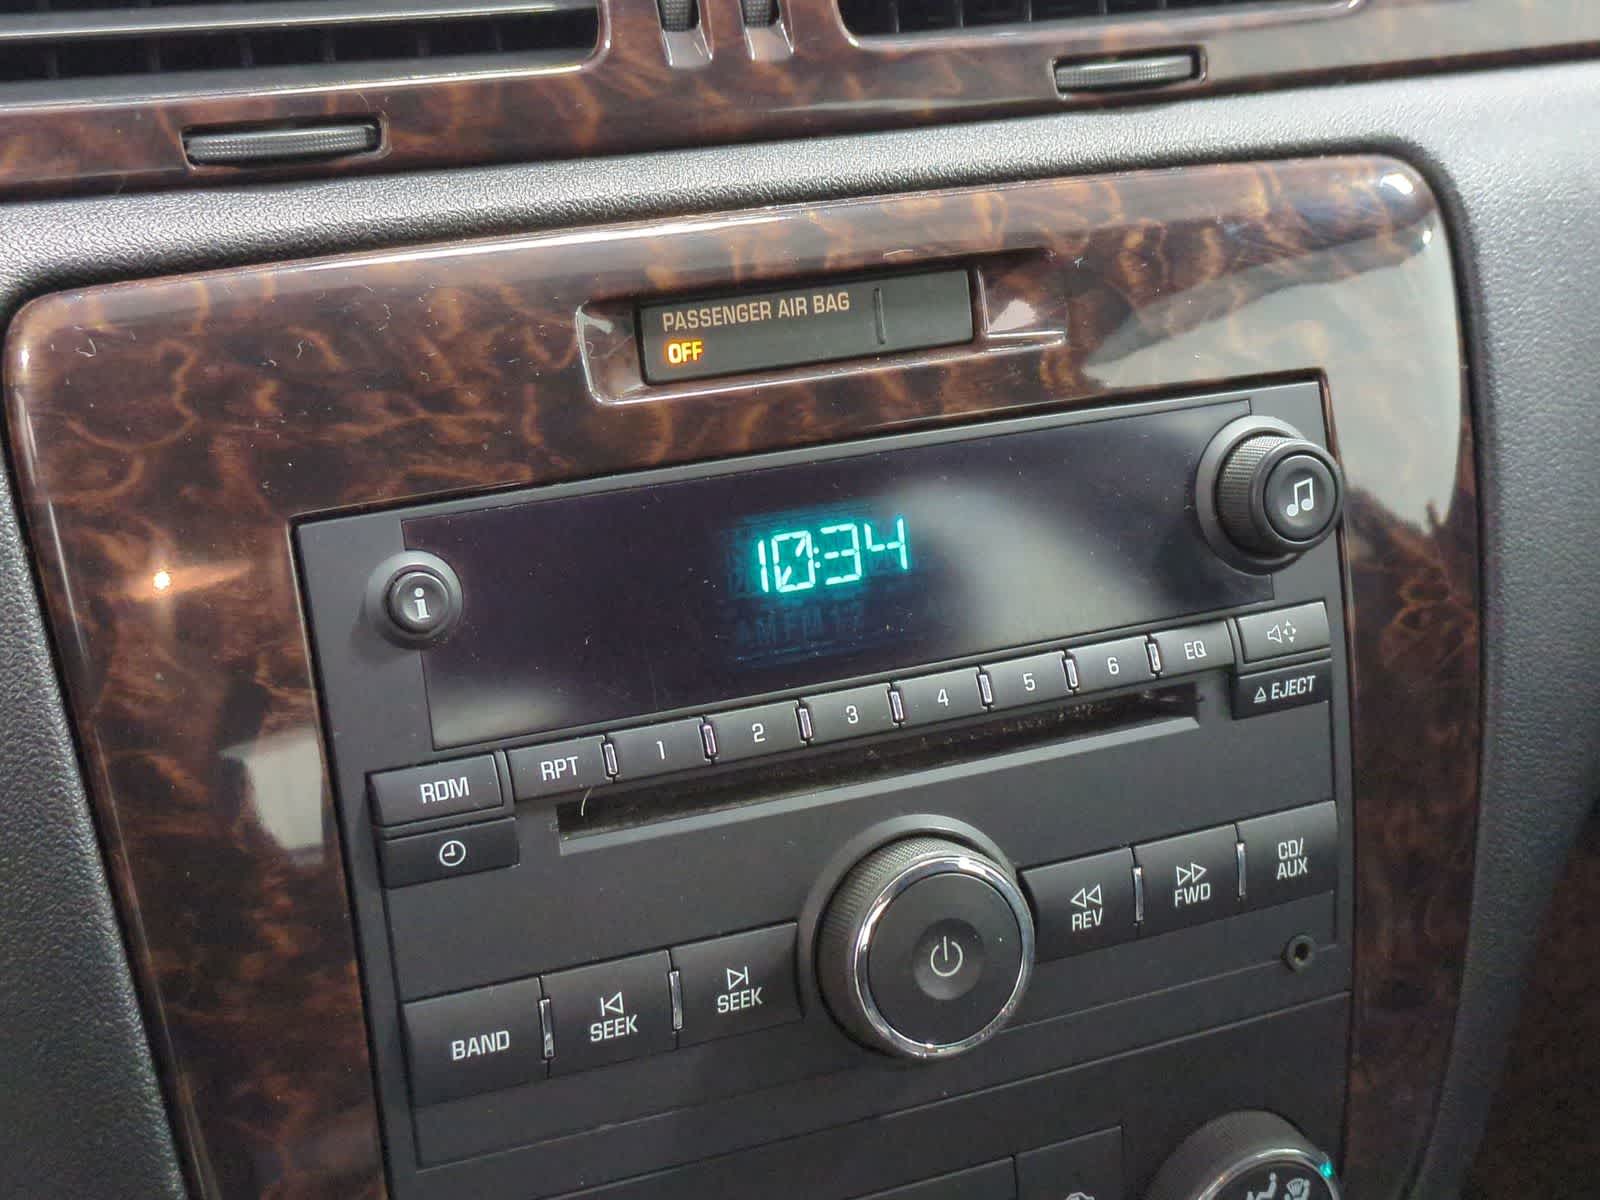 PASSENGER AIR BAG
OFF
10:34
i
RDM
RPT
1
2
3
4
5
6
EQ
EJECT
BAND
SEEK
SEEK
REV
FWD
CD/
AUX